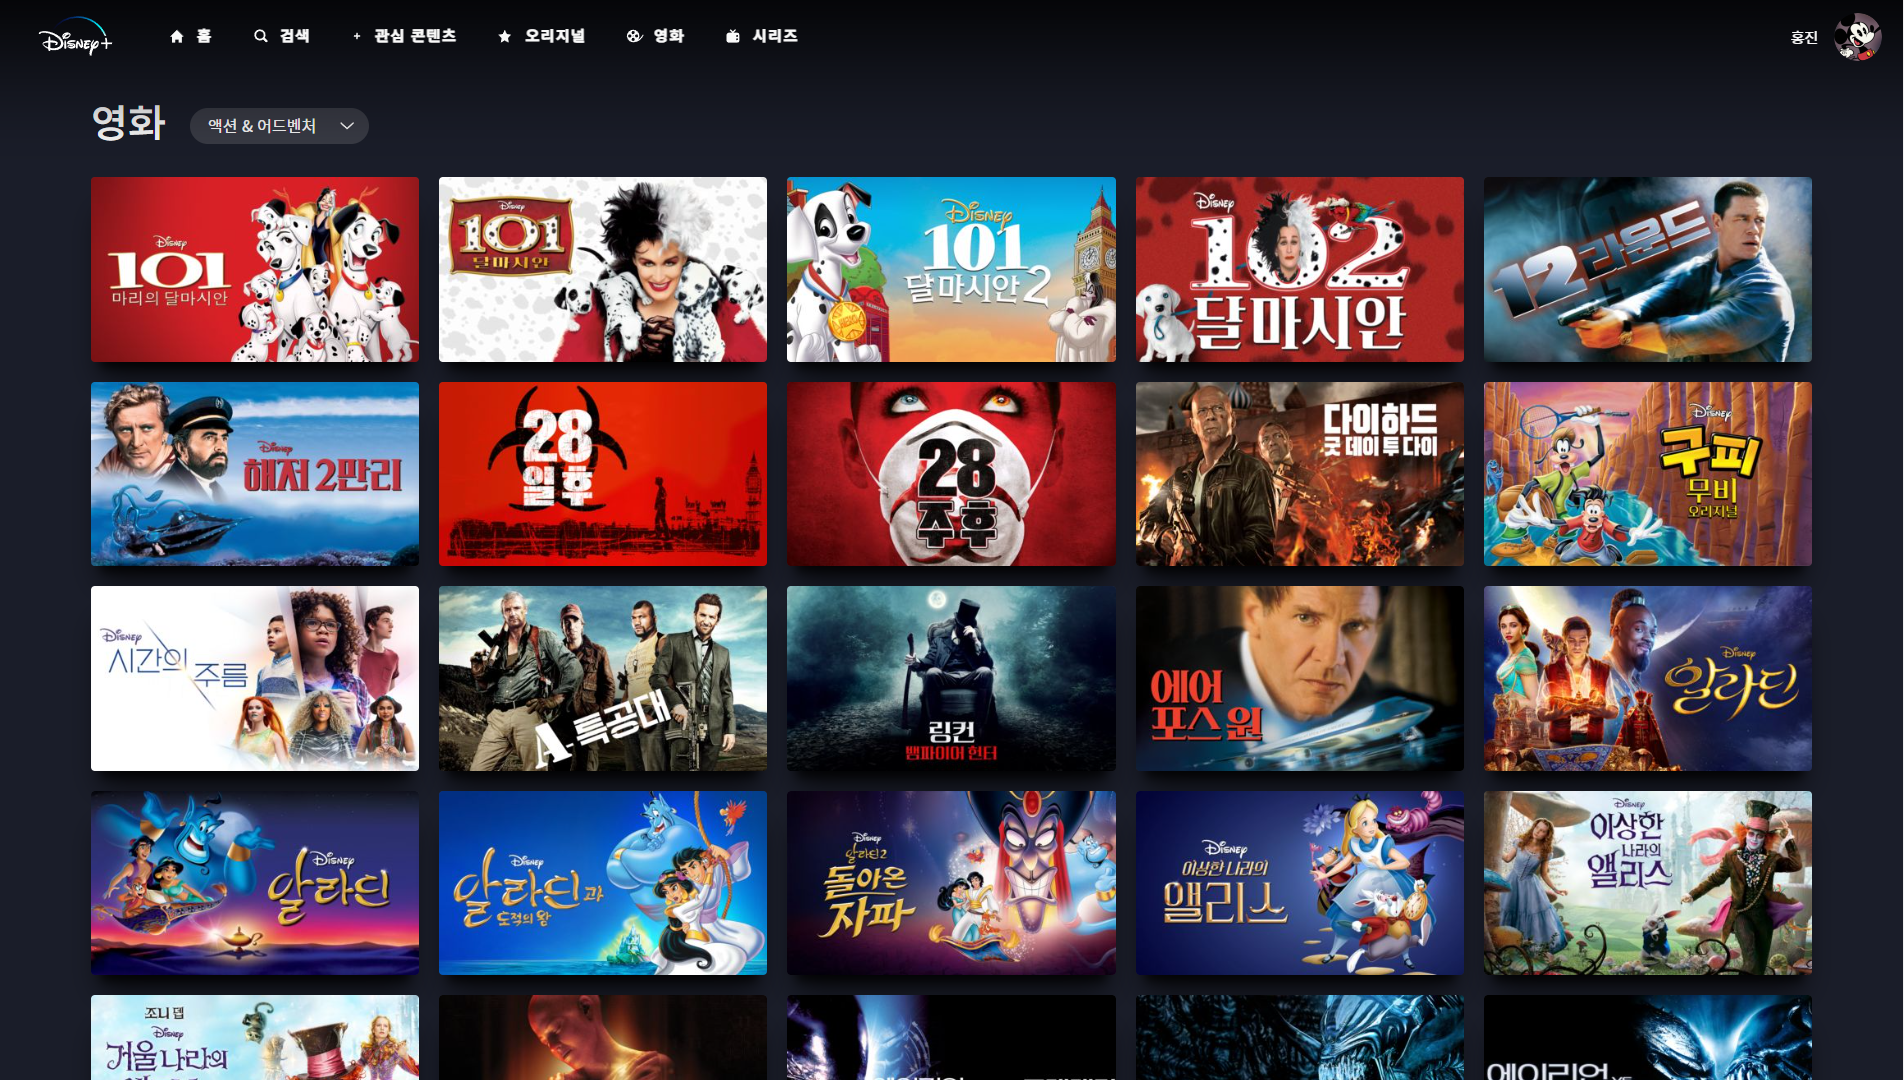 Disney+
홈
검색
관심 콘텐츠
오리지널
영화
시리즈
홍진
영화
액션 & 어드벤처
Disney
101
마리의 달마시안
Disney
101
달마시안
Disney
101
달마시안 2
Disney
102
달마시안
12 라운드
Disney
해저 2만리
28
일 후
28
주 후
다이하드
굿 데이 투 다이
Disney
구피
무비
오리지널
Disney
시간의 주름
A-특공대
링컨
뱀파이어 헌터
에어
포스 원
Disney
알라딘
Disney
알라딘
Disney
알라딘과
도적의 왕
Disney
알라딘2
돌아온
자파
Disney
이상한 나라의
앨리스
Disney
이상한
나라의
앨리스
조니 뎁
Disney
거울 나라의